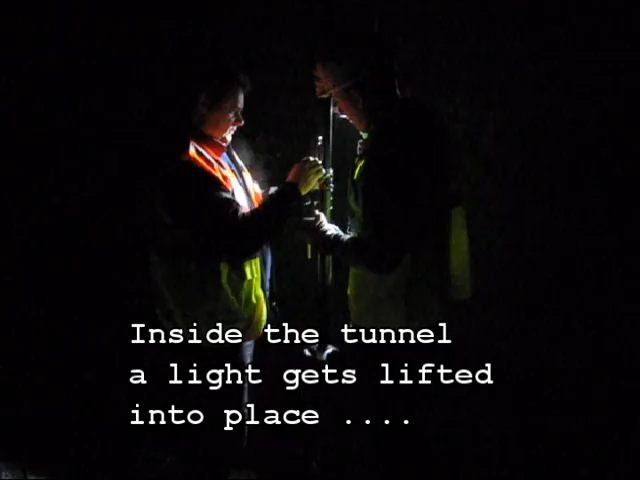 Inside the tunnel
a light gets lifted
into place ....